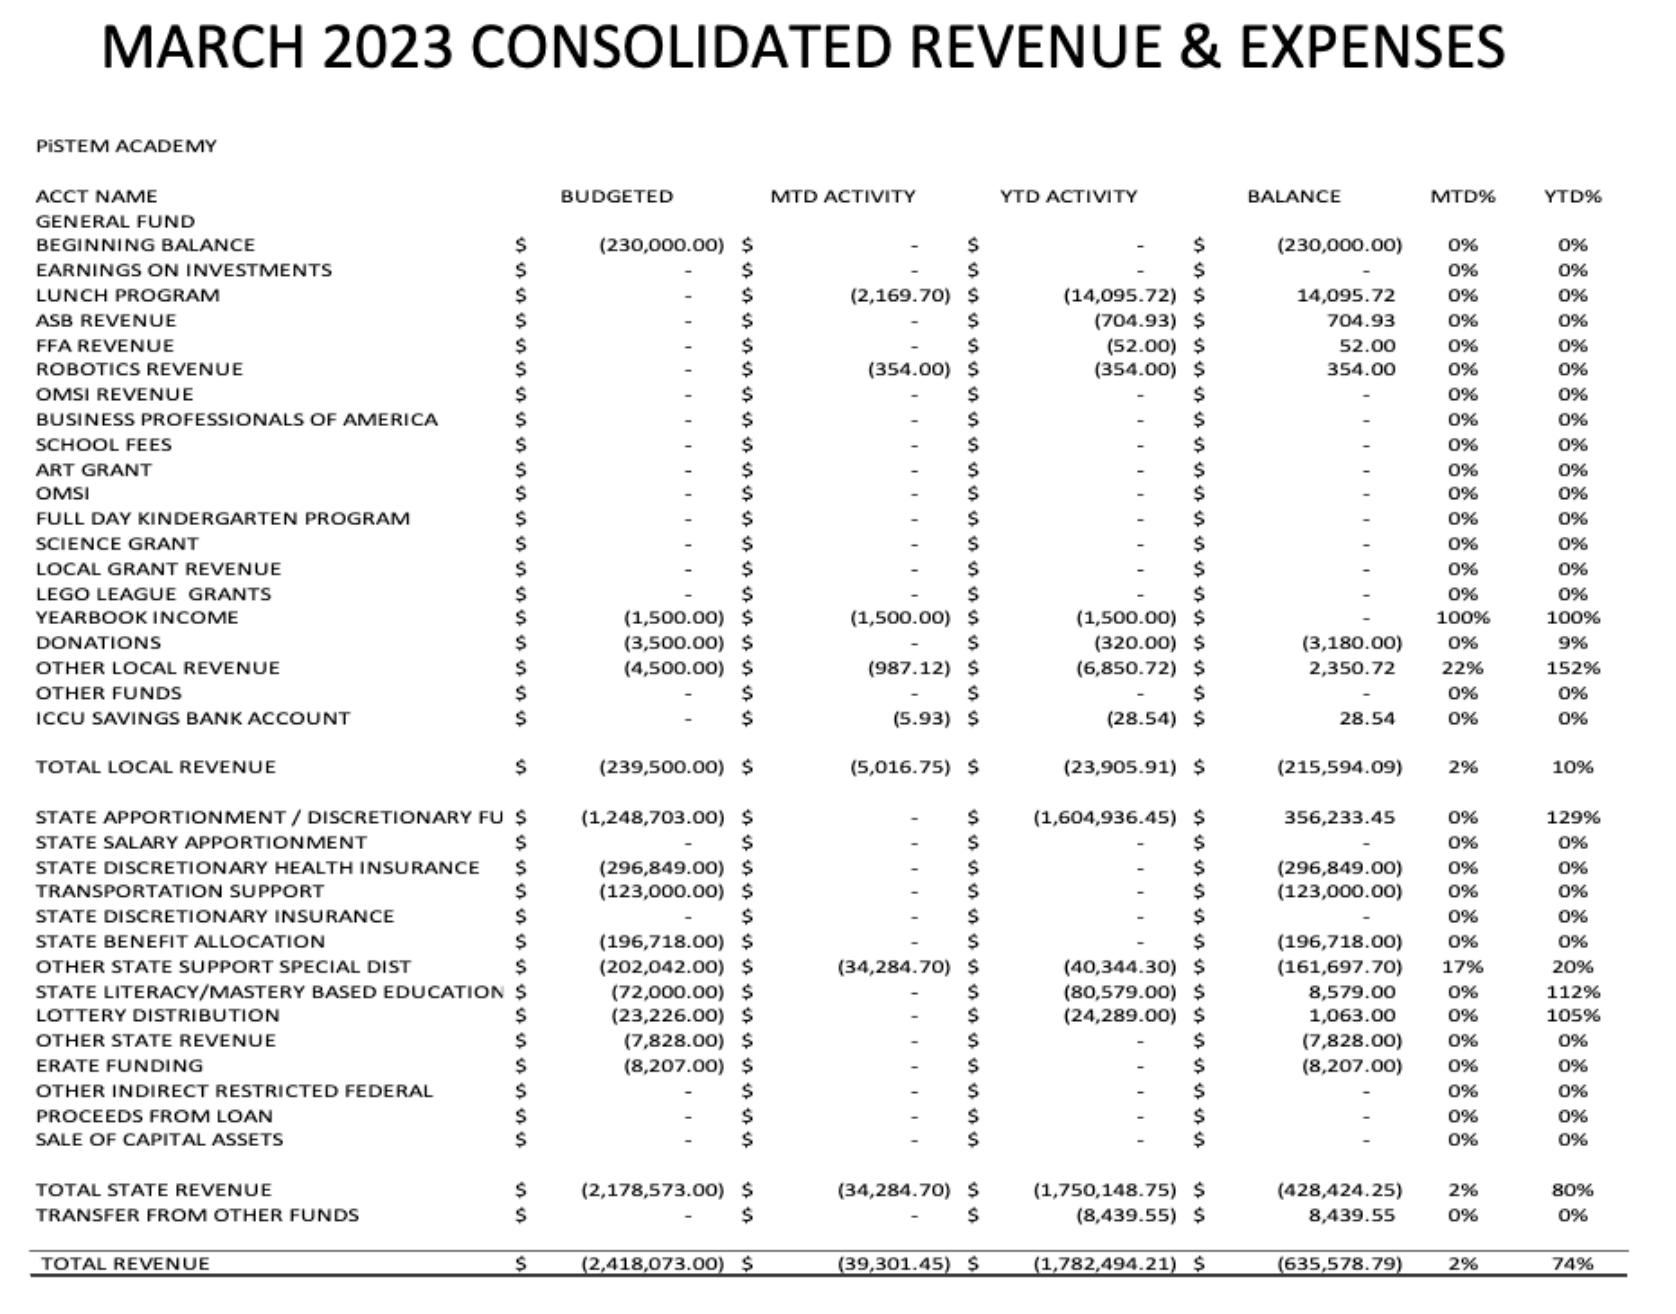 MARCH 2023 CONSOLIDATED REVENUE & EXPENSES
PiSTEM ACADEMY
ACCT NAME BUDGETED MTD ACTIVITY YTD ACTIVITY BALANCE MTD% YTD%
GENERAL FUND
BEGINNING BALANCE $ (230,000.00) $ - $ - $ (230,000.00) 0% 0%
EARNINGS ON INVESTMENTS $ - $ - $ - $ - 0% 0%
LUNCH PROGRAM $ - $ (2,169.70) $ (14,095.72) $ 14,095.72 0% 0%
ASB REVENUE $ - $ - $ (704.93) $ 704.93 0% 0%
FFA REVENUE $ - $ - $ (52.00) $ 52.00 0% 0%
ROBOTICS REVENUE $ - $ (354.00) $ (354.00) $ 354.00 0% 0%
OMSI REVENUE $ - $ - $ - $ - 0% 0%
BUSINESS PROFESSIONALS OF AMERICA $ - $ - $ - $ - 0% 0%
SCHOOL FEES $ - $ - $ - $ - 0% 0%
ART GRANT $ - $ - $ - $ - 0% 0%
OMSI $ - $ - $ - $ - 0% 0%
FULL DAY KINDERGARTEN PROGRAM $ - $ - $ - $ - 0% 0%
SCIENCE GRANT $ - $ - $ - $ - 0% 0%
LOCAL GRANT REVENUE $ - $ - $ - $ - 0% 0%
LEGO LEAGUE GRANTS $ - $ - $ - $ - 0% 0%
YEARBOOK INCOME $ (1,500.00) $ (1,500.00) $ (1,500.00) $ - 100% 100%
DONATIONS $ (3,500.00) $ - $ (320.00) $ (3,180.00) 0% 9%
OTHER LOCAL REVENUE $ (4,500.00) $ (987.12) $ (6,850.72) $ 2,350.72 22% 152%
OTHER FUNDS $ - $ - $ - $ - 0% 0%
ICCU SAVINGS BANK ACCOUNT $ - $ (5.93) $ (28.54) $ 28.54 0% 0%
TOTAL LOCAL REVENUE $ (239,500.00) $ (5,016.75) $ (23,905.91) $ (215,594.09) 2% 10%
STATE APPORTIONMENT / DISCRETIONARY FU $ (1,248,703.00) $ - $ (1,604,936.45) $ 356,233.45 0% 129%
STATE SALARY APPORTIONMENT $ - $ - $ - $ - 0% 0%
STATE DISCRETIONARY HEALTH INSURANCE $ (296,849.00) $ - $ - $ (296,849.00) 0% 0%
TRANSPORTATION SUPPORT $ (123,000.00) $ - $ - $ (123,000.00) 0% 0%
STATE DISCRETIONARY INSURANCE $ - $ - $ - $ - 0% 0%
STATE BENEFIT ALLOCATION $ (196,718.00) $ - $ - $ (196,718.00) 0% 0%
OTHER STATE SUPPORT SPECIAL DIST $ (202,042.00) $ (34,284.70) $ (40,344.30) $ (161,697.70) 17% 20%
STATE LITERACY/MASTERY BASED EDUCATION $ (72,000.00) $ - $ (80,579.00) $ 8,579.00 0% 112%
LOTTERY DISTRIBUTION $ (23,226.00) $ - $ (24,289.00) $ 1,063.00 0% 105%
OTHER STATE REVENUE $ (7,828.00) $ - $ - $ (7,828.00) 0% 0%
ERATE FUNDING $ (8,207.00) $ - $ - $ (8,207.00) 0% 0%
OTHER INDIRECT RESTRICTED FEDERAL $ - $ - $ - $ - 0% 0%
PROCEEDS FROM LOAN $ - $ - $ - $ - 0% 0%
SALE OF CAPITAL ASSETS $ - $ - $ - $ - 0% 0%
TOTAL STATE REVENUE $ (2,178,573.00) $ (34,284.70) $ (1,750,148.75) $ (428,424.25) 2% 80%
TRANSFER FROM OTHER FUNDS $ - $ - $ (8,439.55) $ 8,439.55 0% 0%
TOTAL REVENUE $ (2,418,073.00) $ (39,301.45) $ (1,782,494.21) $ (635,578.79) 2% 74%